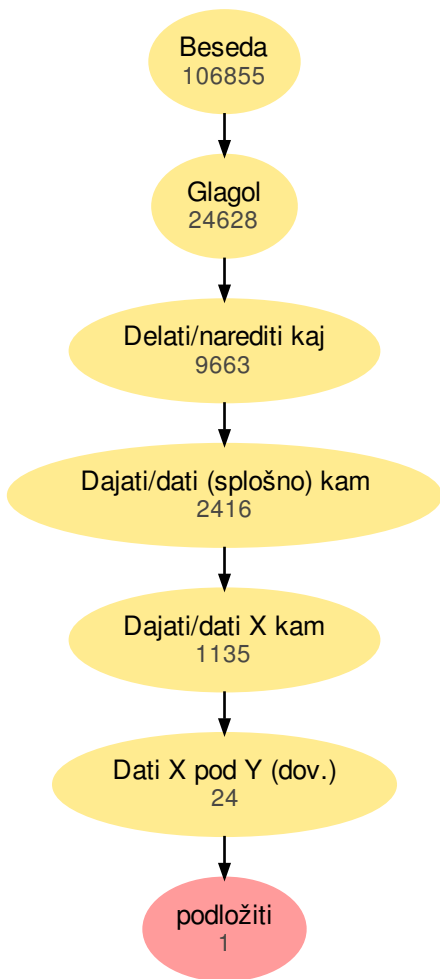 Beseda
106855
Glagol
24628
Delati/narediti kaj
9663
Dajati/dati (splošno) kam
2416
Dajati/dati X kam
1135
Dati X pod Y (dov.)
24
podložiti
1